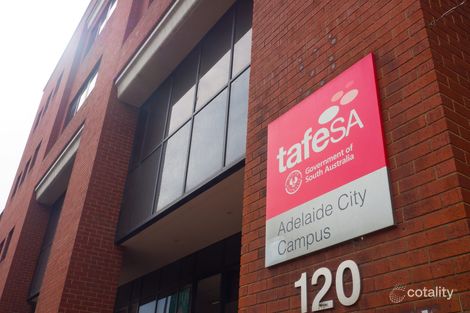 tafeSA
Government of
South Australia
Adelaide City
Campus
120
cotality